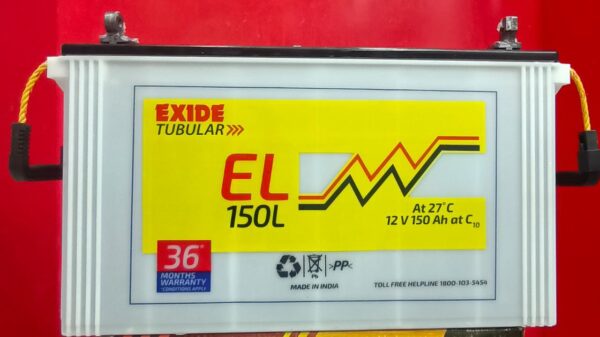 EXIDE
TUBULAR
EL
150L
At 27°C
12 V 150 Ah at C10
36*
MONTHS
WARRANTY
*CONDITIONS APPLY
Pb
>PP<
MADE IN INDIA
TOLL FREE HELPLINE 1800-103-5454